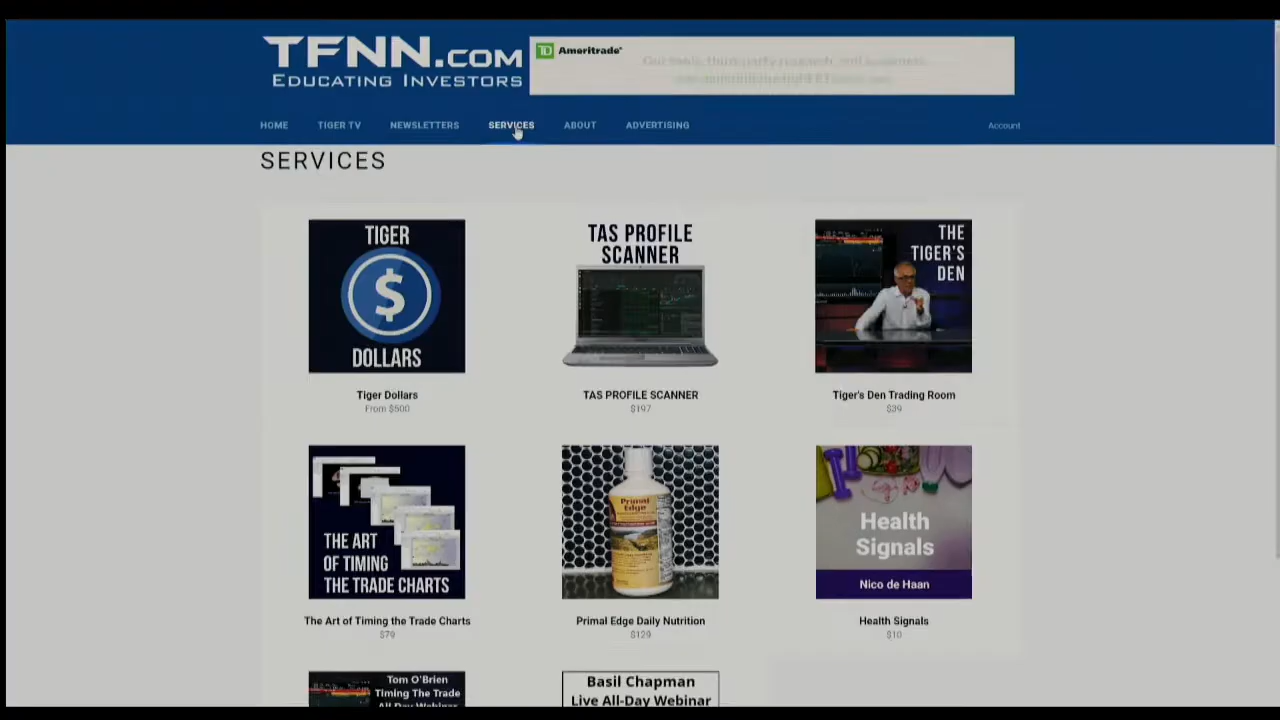 TFNN.COM
EDUCATING INVESTORS
TD Ameritrade
HOME TIGER TV NEWSLETTERS SERVICES ABOUT ADVERTISING Account
SERVICES
TIGER
$
DOLLARS
Tiger Dollars
From $500
TAS PROFILE
SCANNER
TAS PROFILE SCANNER
$197
THE
TIGER'S
DEN
Tiger's Den Trading Room
$39
THE ART
OF TIMING
THE TRADE CHARTS
The Art of Timing the Trade Charts
$79
Primal
Edge
Primal Edge Daily Nutrition
$129
Health
Signals
Nico de Haan
Health Signals
$10
Tom O'Brien
Timing The Trade
All-Day Webinar
Basil Chapman
Live All-Day Webinar